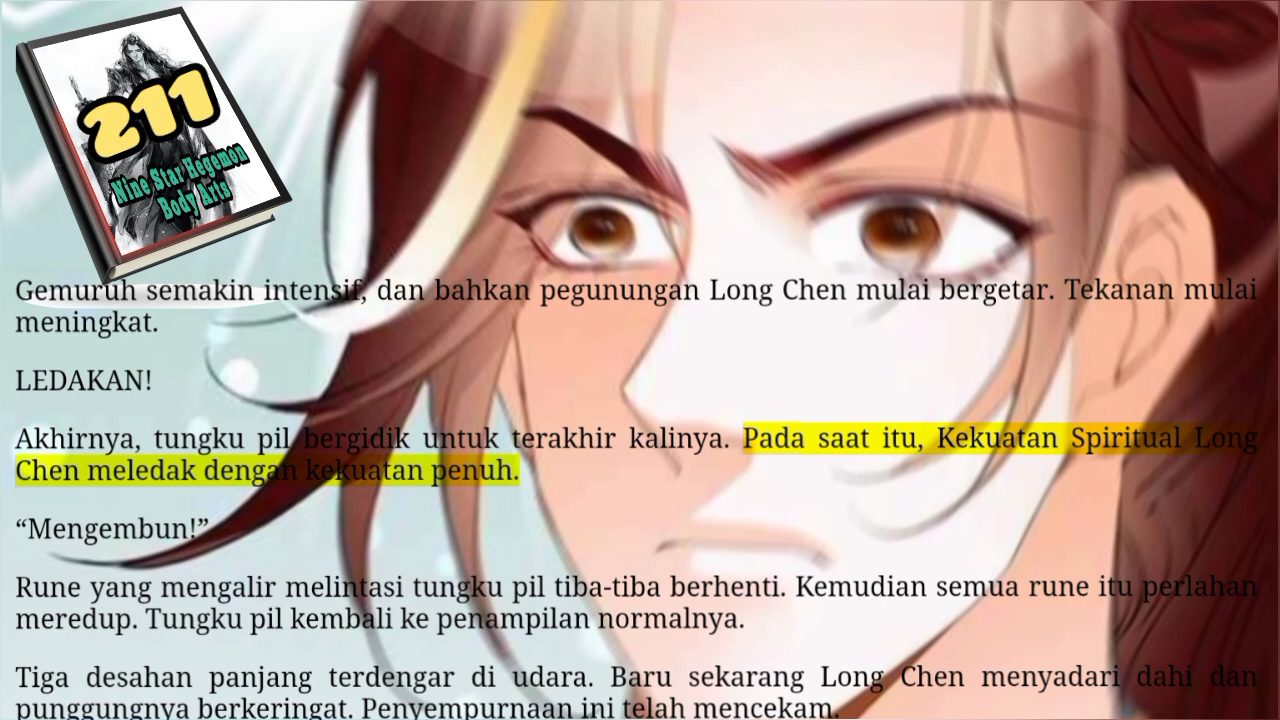 211
Nine Star Hegemon
Body Arts
Gemuruh semakin intensif, dan bahkan pegunungan Long Chen mulai bergetar. Tekanan mulai
meningkat.
LEDAKAN!
Akhirnya, tungku pil bergidik untuk terakhir kalinya. Pada saat itu, Kekuatan Spiritual Long
Chen meledak dengan kekuatan penuh.
“Mengembun!”
Rune yang mengalir melintasi tungku pil tiba-tiba berhenti. Kemudian semua rune itu perlahan
meredup. Tungku pil kembali ke penampilan normalnya.
Tiga desahan panjang terdengar di udara. Baru sekarang Long Chen menyadari dahi dan
punggungnya berkeringat. Penyempurnaan ini telah mencekam.